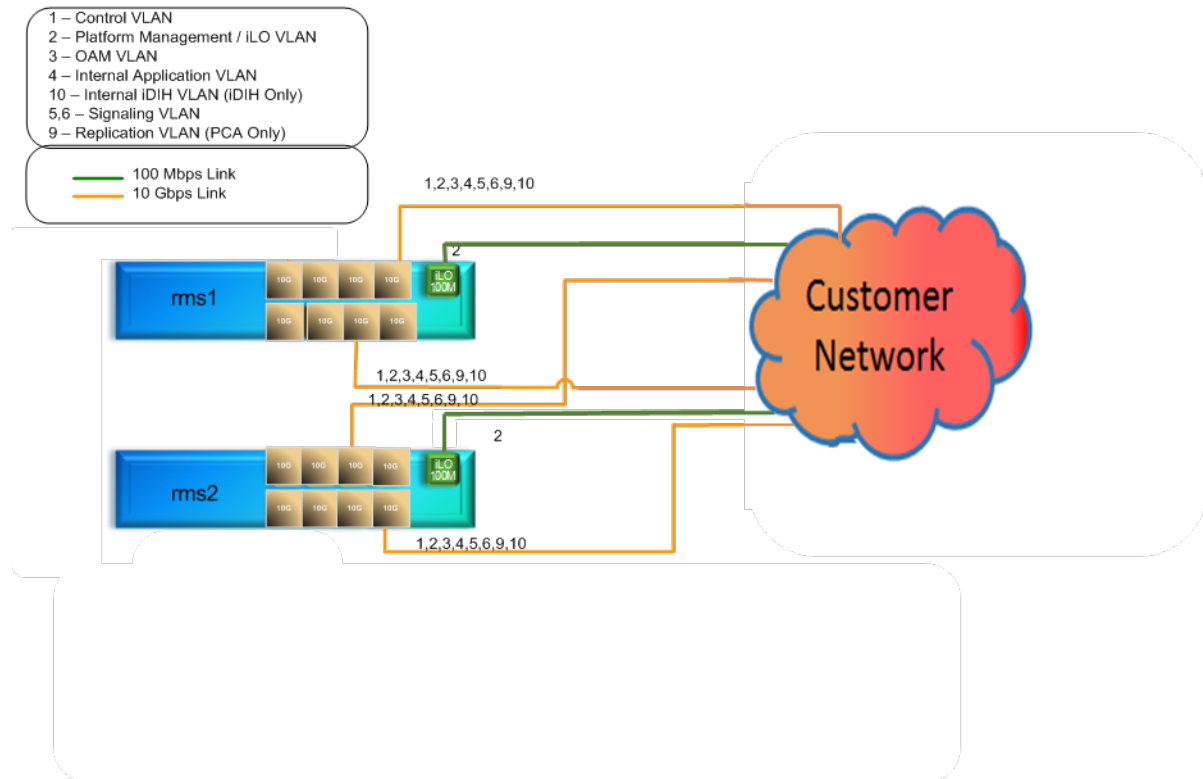 1 – Control VLAN
2 – Platform Management / iLO VLAN
3 – OAM VLAN
4 – Internal Application VLAN
10 – Internal iDIH VLAN (iDIH Only)
5,6 – Signaling VLAN
9 – Replication VLAN (PCA Only)
100 Mbps Link
10 Gbps Link
1,2,3,4,5,6,9,10
2
rms1
10G 10G 10G 10G
iLO
100M
10G 10G 10G 10G
Customer
Network
1,2,3,4,5,6,9,10
1,2,3,4,5,6,9,10
2
rms2
10G 10G 10G 10G
iLO
100M
10G 10G 10G 10G
1,2,3,4,5,6,9,10